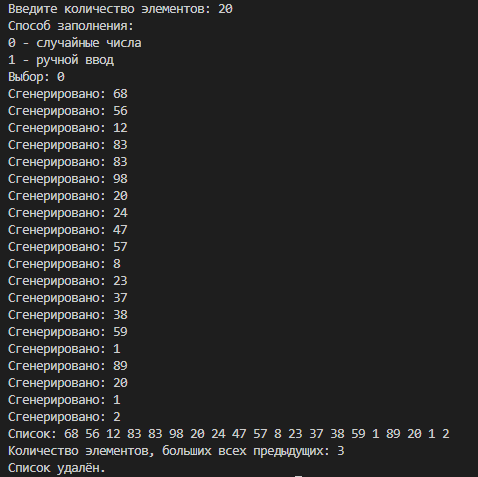 Введите количество элементов: 20
Способ заполнения:
0 - случайные числа
1 - ручной ввод
Выбор: 0
Сгенерировано: 68
Сгенерировано: 56
Сгенерировано: 12
Сгенерировано: 83
Сгенерировано: 83
Сгенерировано: 98
Сгенерировано: 20
Сгенерировано: 24
Сгенерировано: 47
Сгенерировано: 57
Сгенерировано: 8
Сгенерировано: 23
Сгенерировано: 37
Сгенерировано: 38
Сгенерировано: 59
Сгенерировано: 1
Сгенерировано: 89
Сгенерировано: 20
Сгенерировано: 1
Сгенерировано: 2
Список: 68 56 12 83 83 98 20 24 47 57 8 23 37 38 59 1 89 20 1 2
Количество элементов, больших всех предыдущих: 3
Список удалён.